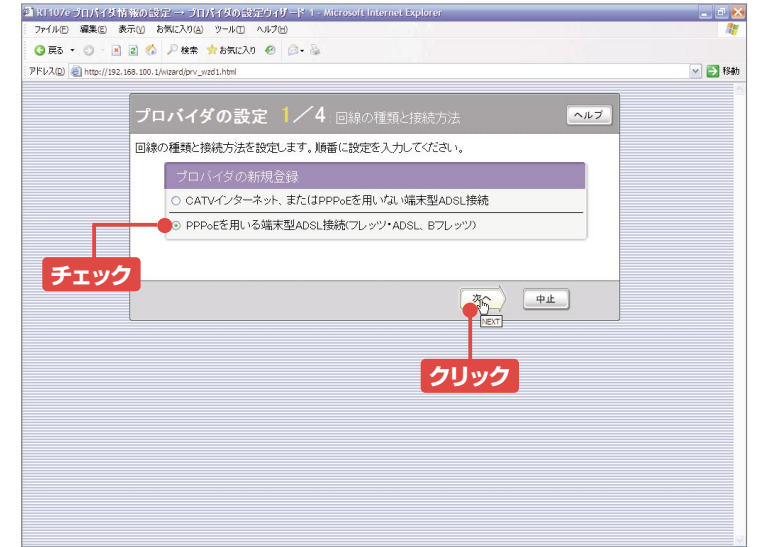 RT107e プロバイダ情報の設定 → プロバイダの設定ウィザード 1 - Microsoft Internet Explorer
ファイル(F) 編集(E) 表示(V) お気に入り(A) ツール(T) ヘルプ(H)
戻る 検索 お気に入り
アドレス(D) http://192.168.100.1/wizard/prv_wzd1.html 移動
プロバイダの設定 1/4:回線の種類と接続方法 ヘルプ
回線の種類と接続方法を設定します。順番に設定を入力してください。
プロバイダの新規登録
CATVインターネット、またはPPPoEを用いない端末型ADSL接続
PPPoEを用いる端末型ADSL接続(フレッツ・ADSL、Bフレッツ)
チェック
次へ 中止
NEXT
クリック